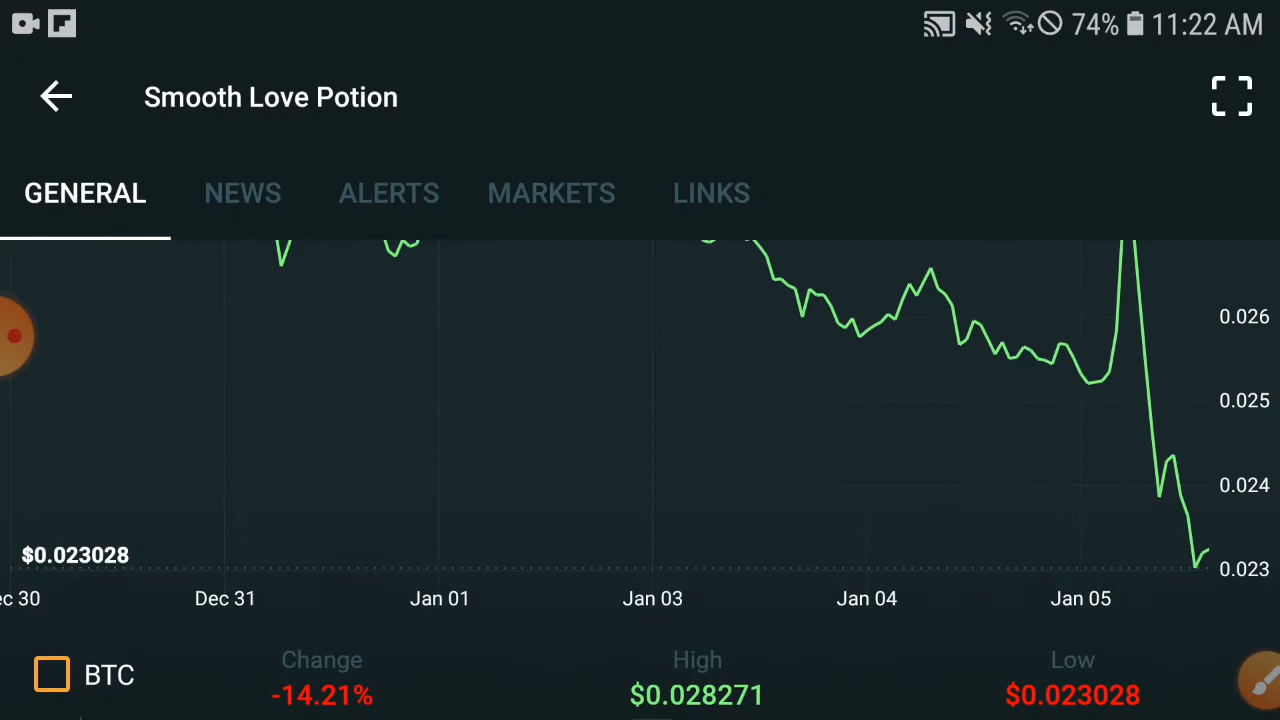 74% 11:22 AM
Smooth Love Potion
GENERAL NEWS ALERTS MARKETS LINKS
0.026
0.025
0.024
$0.023028
0.023
ec 30 Dec 31 Jan 01 Jan 03 Jan 04 Jan 05
BTC
Change
-14.21%
High
$0.028271
Low
$0.023028